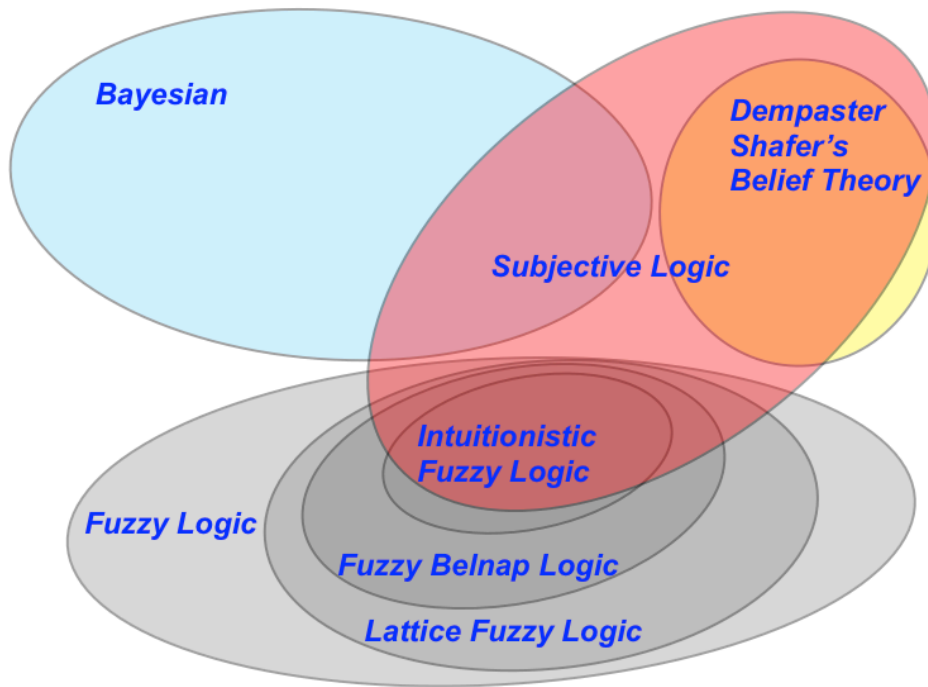 Bayesian
Dempaster
Shafer's
Belief Theory
Subjective Logic
Intuitionistic
Fuzzy Logic
Fuzzy Logic
Fuzzy Belnap Logic
Lattice Fuzzy Logic